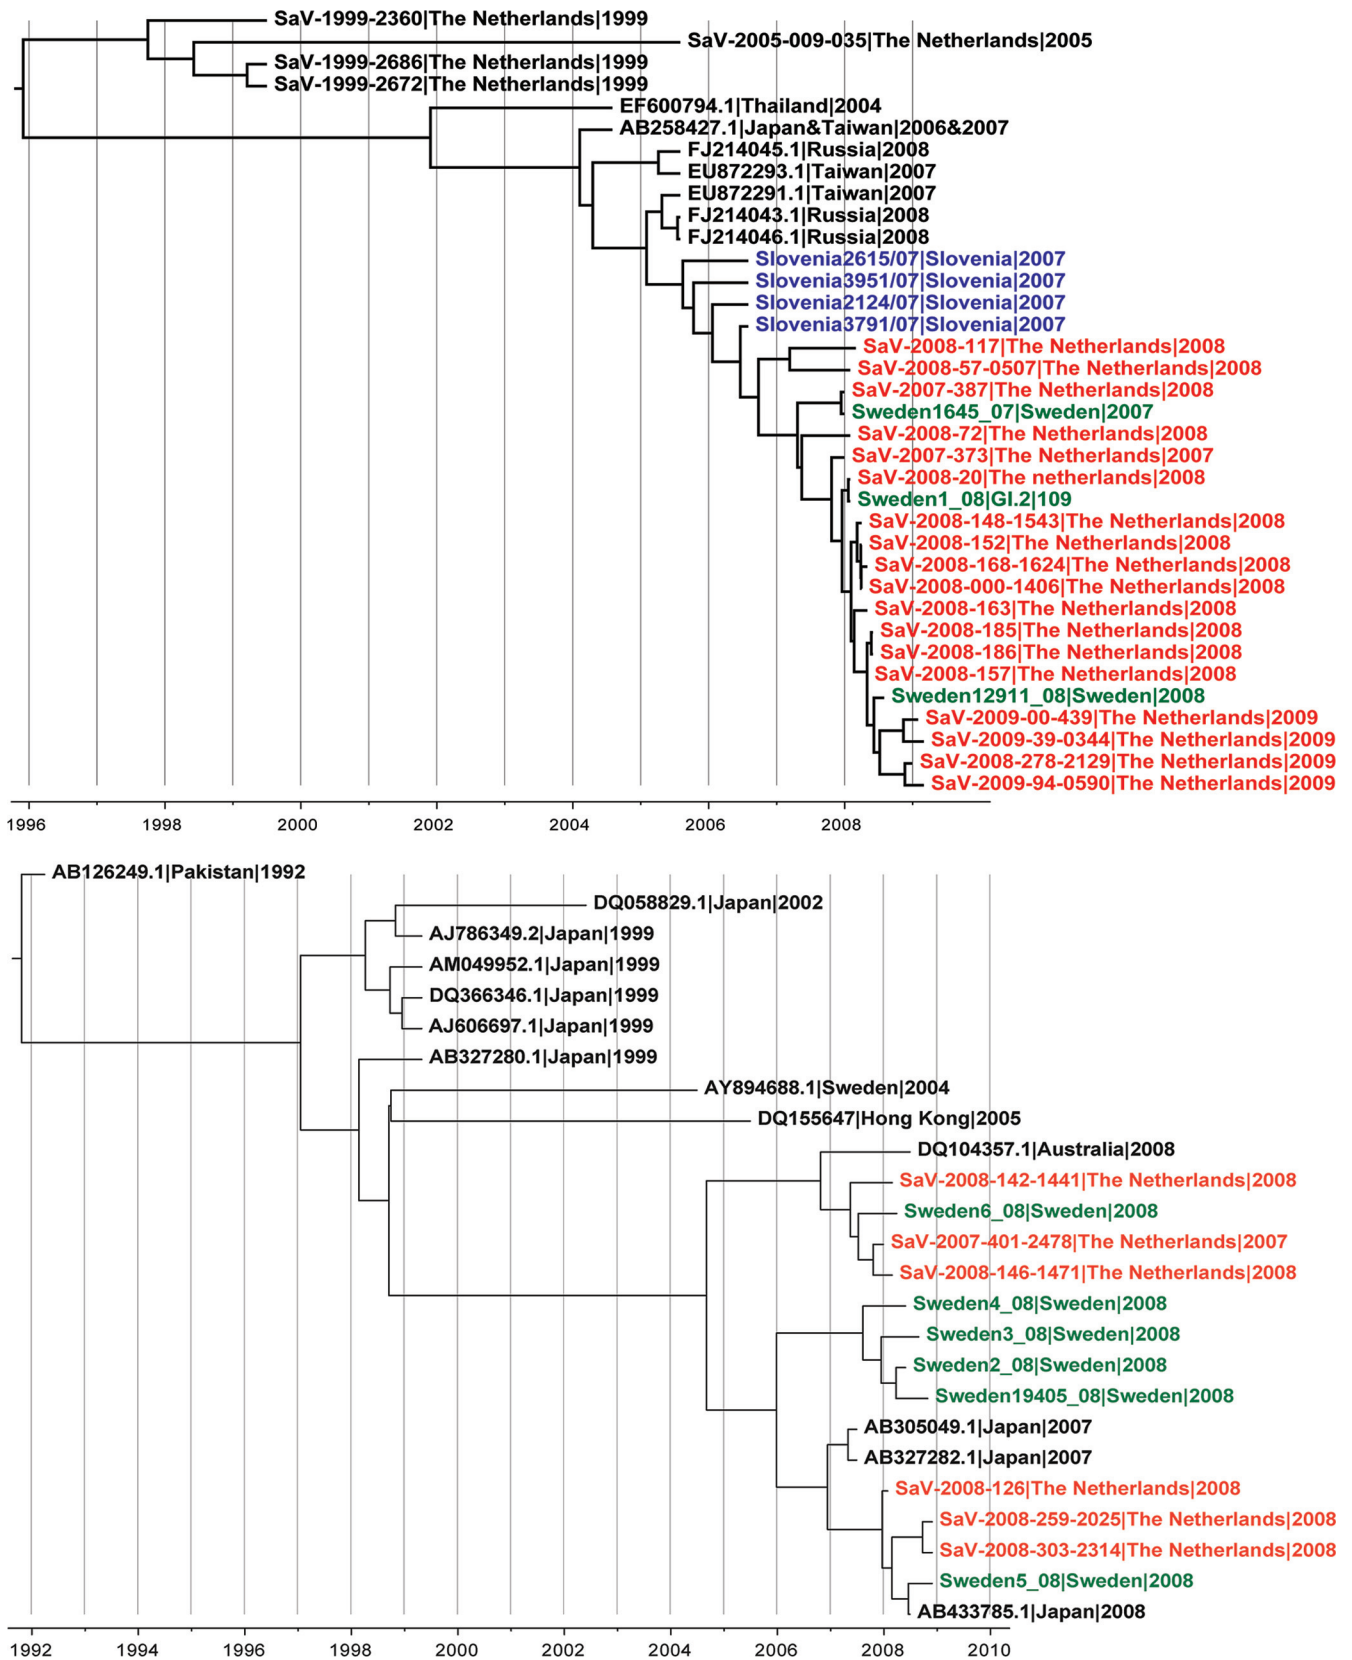 SaV-1999-2360|The Netherlands|1999
SaV-2005-009-035|The Netherlands|2005
SaV-1999-2686|The Netherlands|1999
SaV-1999-2672|The Netherlands|1999
EF600794.1|Thailand|2004
AB258427.1|Japan&Taiwan|2006&2007
FJ214045.1|Russia|2008
EU872293.1|Taiwan|2007
EU872291.1|Taiwan|2007
FJ214043.1|Russia|2008
FJ214046.1|Russia|2008
Slovenia2615/07|Slovenia|2007
Slovenia3951/07|Slovenia|2007
Slovenia2124/07|Slovenia|2007
Slovenia3791/07|Slovenia|2007
SaV-2008-117|The Netherlands|2008
SaV-2008-57-0507|The Netherlands|2008
SaV-2007-387|The Netherlands|2008
Sweden1645_07|Sweden|2007
SaV-2008-72|The Netherlands|2008
SaV-2007-373|The Netherlands|2007
SaV-2008-20|The netherlands|2008
Sweden1_08|GI.2|109
SaV-2008-148-1543|The Netherlands|2008
SaV-2008-152|The Netherlands|2008
SaV-2008-168-1624|The Netherlands|2008
SaV-2008-000-1406|The Netherlands|2008
SaV-2008-163|The Netherlands|2008
SaV-2008-185|The Netherlands|2008
SaV-2008-186|The Netherlands|2008
SaV-2008-157|The Netherlands|2008
Sweden12911_08|Sweden|2008
SaV-2009-00-439|The Netherlands|2009
SaV-2009-39-0344|The Netherlands|2009
SaV-2008-278-2129|The Netherlands|2009
SaV-2009-94-0590|The Netherlands|2009
1996 1998 2000 2002 2004 2006 2008
AB126249.1|Pakistan|1992
DQ058829.1|Japan|2002
AJ786349.2|Japan|1999
AM049952.1|Japan|1999
DQ366346.1|Japan|1999
AJ606697.1|Japan|1999
AB327280.1|Japan|1999
AY894688.1|Sweden|2004
DQ155647|Hong Kong|2005
DQ104357.1|Australia|2008
SaV-2008-142-1441|The Netherlands|2008
Sweden6_08|Sweden|2008
SaV-2007-401-2478|The Netherlands|2007
SaV-2008-146-1471|The Netherlands|2008
Sweden4_08|Sweden|2008
Sweden3_08|Sweden|2008
Sweden2_08|Sweden|2008
Sweden19405_08|Sweden|2008
AB305049.1|Japan|2007
AB327282.1|Japan|2007
SaV-2008-126|The Netherlands|2008
SaV-2008-259-2025|The Netherlands|2008
SaV-2008-303-2314|The Netherlands|2008
Sweden5_08|Sweden|2008
AB433785.1|Japan|2008
1992 1994 1996 1998 2000 2002 2004 2006 2008 2010